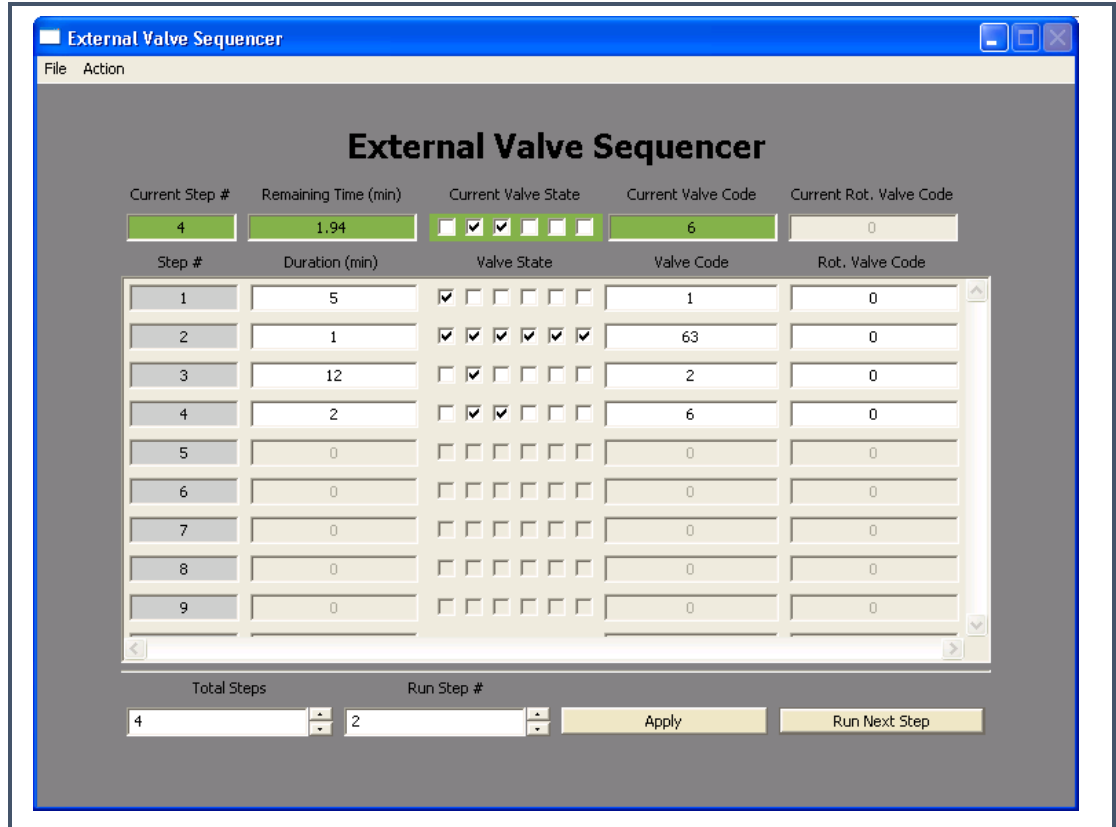 External Valve Sequencer
File Action
External Valve Sequencer
Current Step # Remaining Time (min) Current Valve State Current Valve Code Current Rot. Valve Code
4 1.94 6 0
Step # Duration (min) Valve State Valve Code Rot. Valve Code
1 5 1 0
2 1 63 0
3 12 2 0
4 2 6 0
5 0 0 0
6 0 0 0
7 0 0 0
8 0 0 0
9 0 0 0
Total Steps Run Step #
4 2 Apply Run Next Step